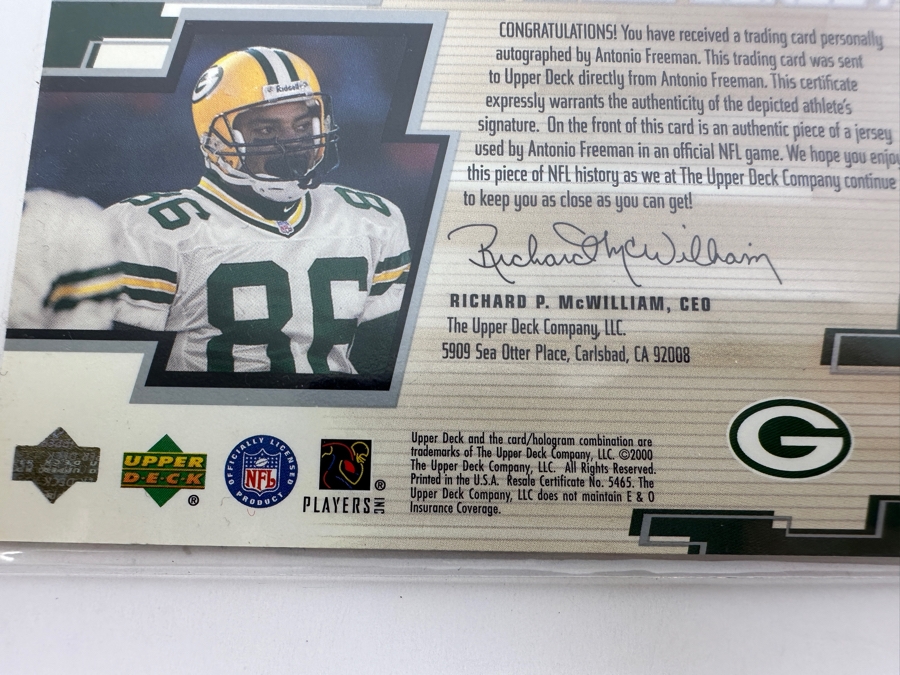 CONGRATULATIONS! You have received a trading card personally
autographed by Antonio Freeman. This trading card was sent
to Upper Deck directly from Antonio Freeman. This certificate
expressly warrants the authenticity of the depicted athlete's
signature. On the front of this card is an authentic piece of a jersey
used by Antonio Freeman in an official NFL game. We hope you enjoy
this piece of NFL history as we at The Upper Deck Company continue
to keep you as close as you can get!
Richard McWilliam
RICHARD P. McWILLIAM, CEO
The Upper Deck Company, LLC.
5909 Sea Otter Place, Carlsbad, CA 92008
Riddell
86
86
G
UPPER
D·E·C·K
®
OFFICIALLY LICENSED
NFL
PRODUCT
PLAYERS INC ®
Upper Deck and the card/hologram combination are
trademarks of The Upper Deck Company, LLC. ©2000
The Upper Deck Company, LLC. All Rights Reserved.
Printed in the U.S.A. Resale Certificate No. 5465. The
Upper Deck Company, LLC does not maintain E & O
Insurance Coverage.
G